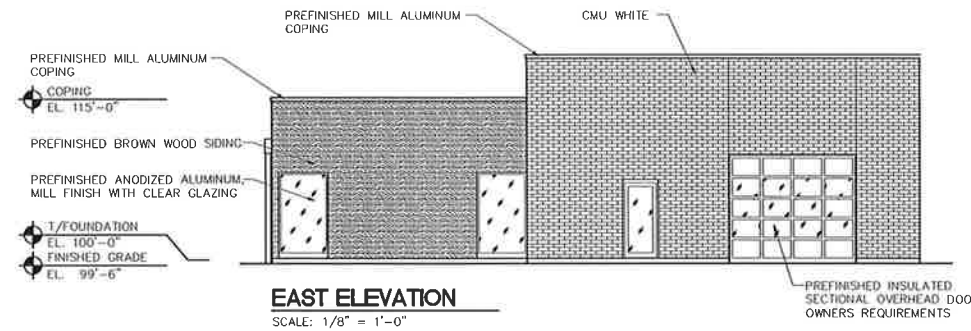 PREFINISHED MILL ALUMINUM
COPING
CMU WHITE
PREFINISHED MILL ALUMINUM
COPING
COPING
EL. 115'-0"
PREFINISHED BROWN WOOD SIDING
PREFINISHED ANODIZED ALUMINUM,
MILL FINISH WITH CLEAR GLAZING
T/FOUNDATION
EL. 100'-0"
FINISHED GRADE
EL. 99'-6"
EAST ELEVATION
SCALE: 1/8" = 1'-0"
PREFINISHED INSULATED
SECTIONAL OVERHEAD DOO
OWNERS REQUIREMENTS